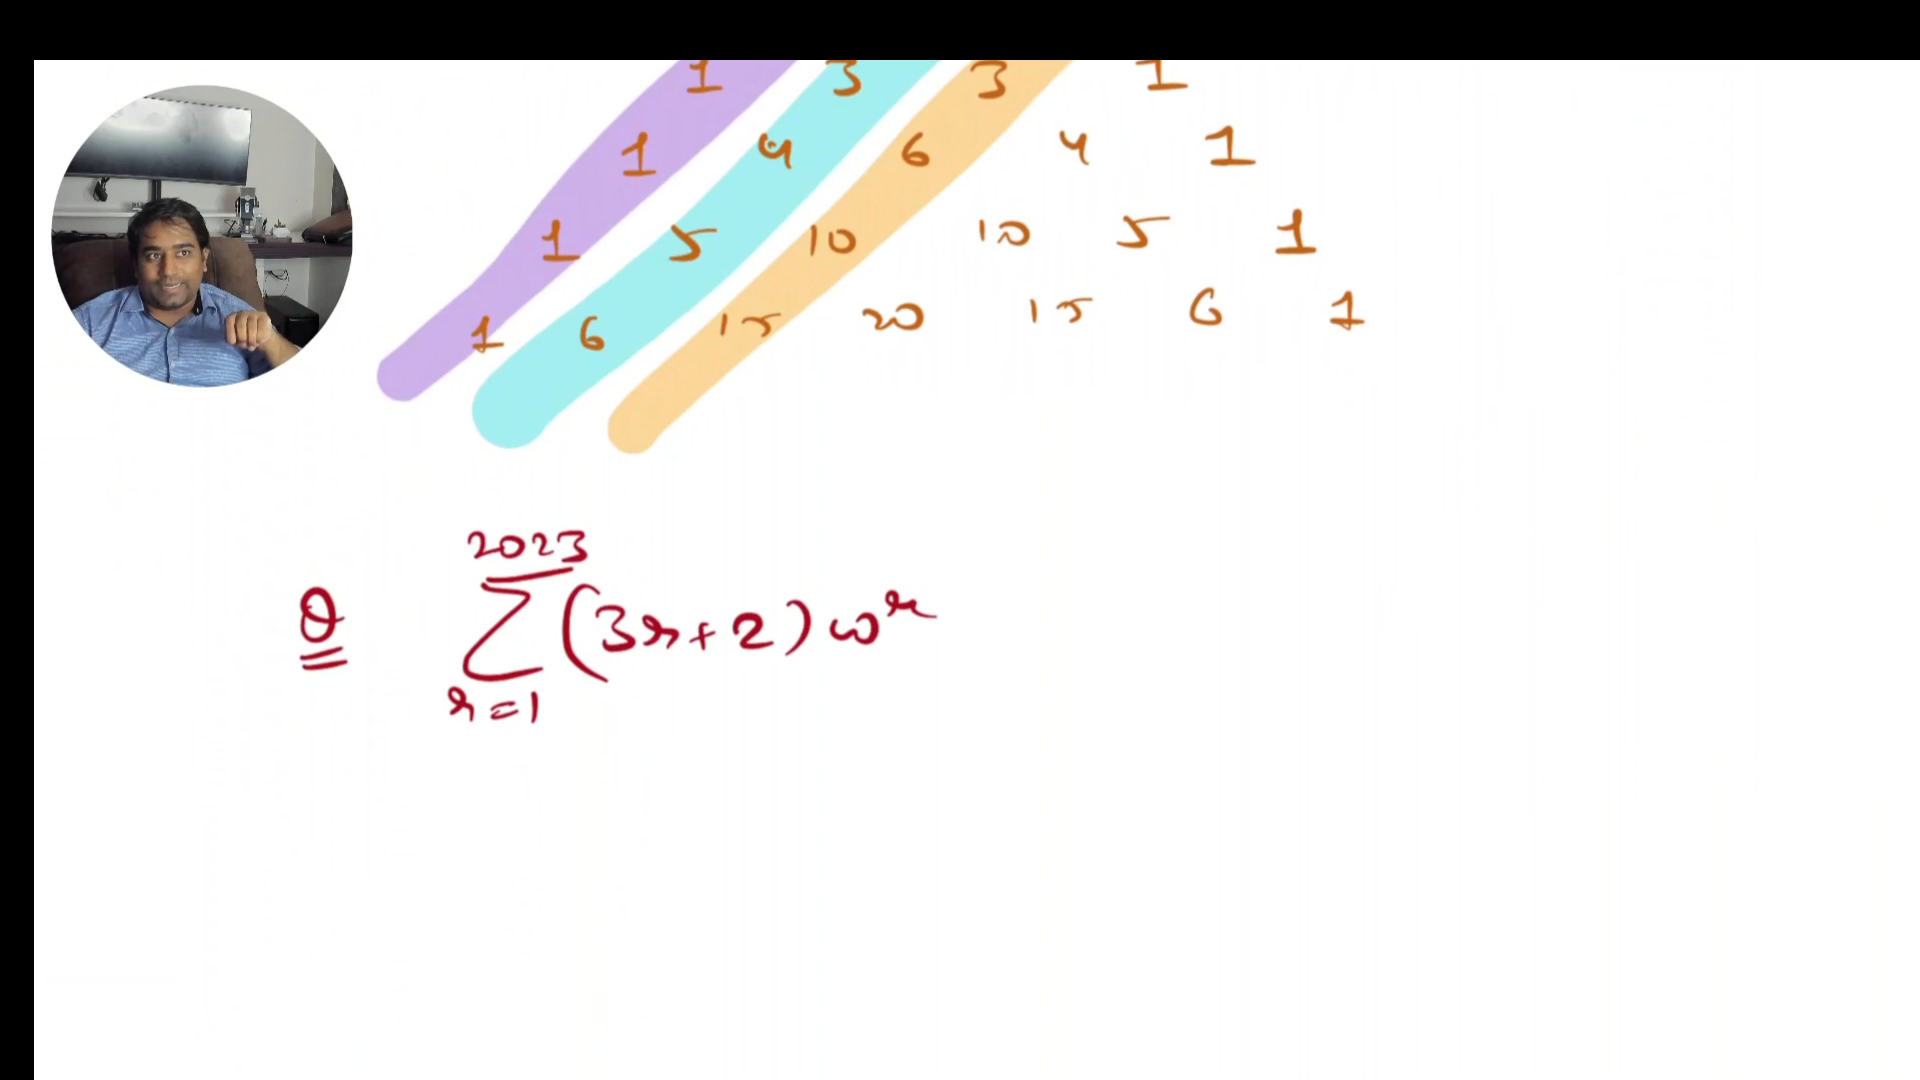 1 3 3 1
1 4 6 4 1
1 5 10 10 5 1
1 6 15 20 15 6 1
Q \sum_{r=1}^{2023} (3r+2) ω^r